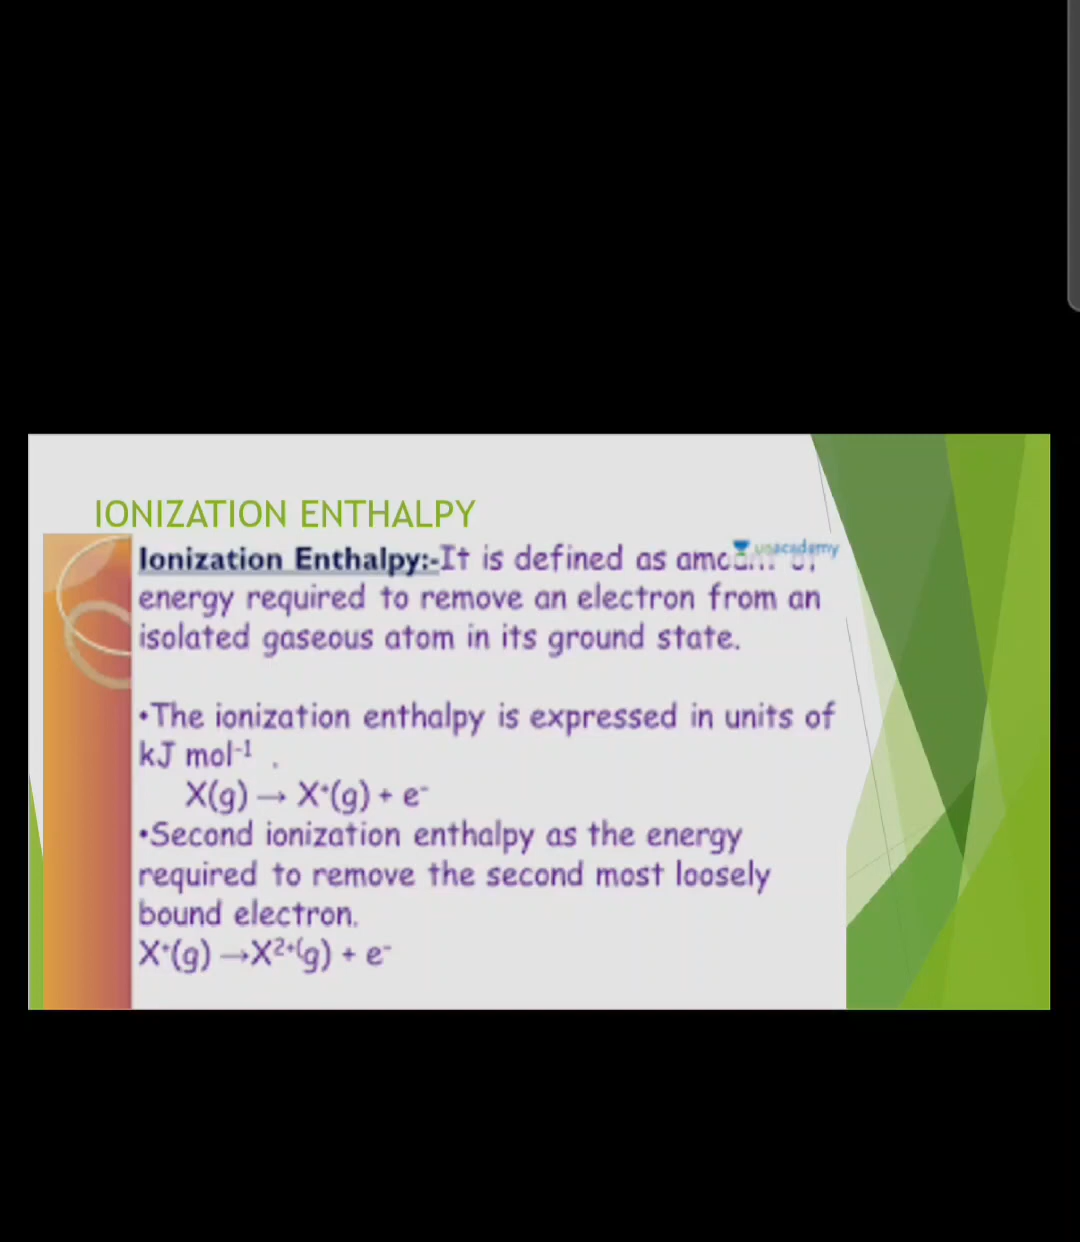 IONIZATION ENTHALPY
Ionization Enthalpy:-It is defined as amount of
unacademy
energy required to remove an electron from an
isolated gaseous atom in its ground state.
•The ionization enthalpy is expressed in units of
kJ mol⁻¹ .
X(g) → X⁺(g) + e⁻
•Second ionization enthalpy as the energy
required to remove the second most loosely
bound electron.
X⁺(g) →X²⁺(g) + e⁻